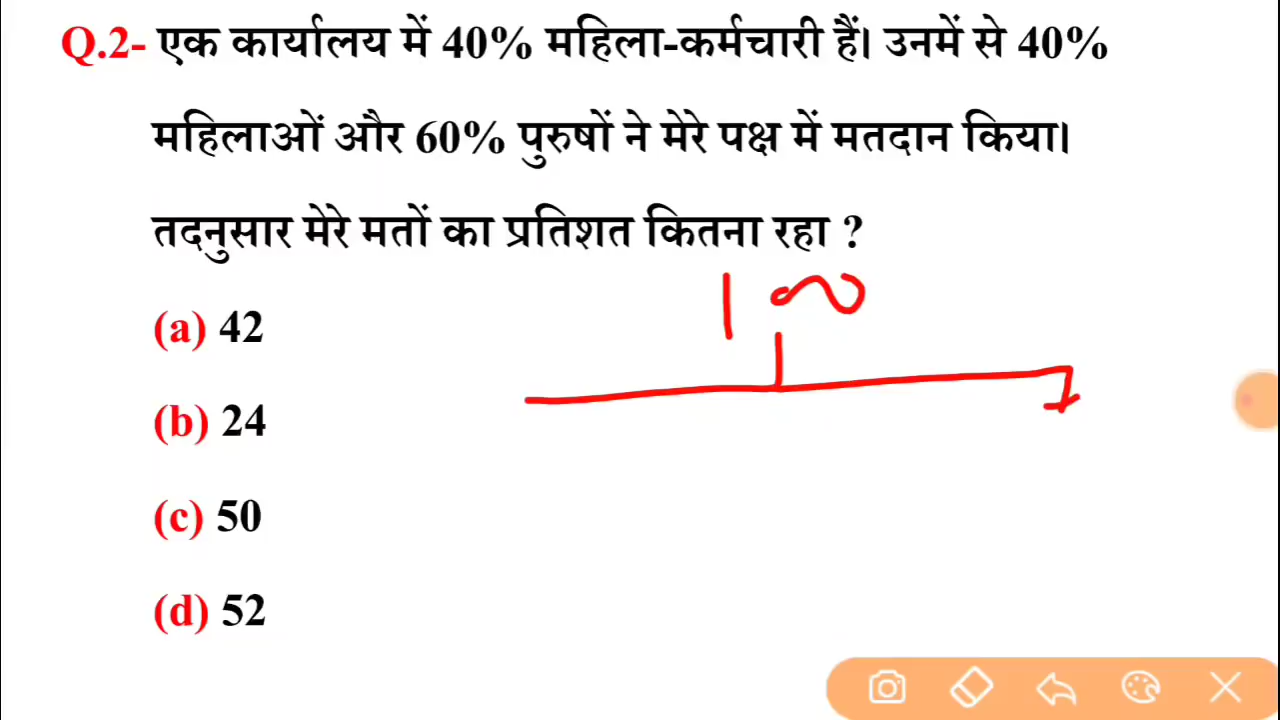 Q.2- एक कार्यालय में 40% महिला-कर्मचारी हैं। उनमें से 40%
महिलाओं और 60% पुरुषों ने मेरे पक्ष में मतदान किया।
तदनुसार मेरे मतों का प्रतिशत कितना रहा ?
100
(a) 42
(b) 24
(c) 50
(d) 52